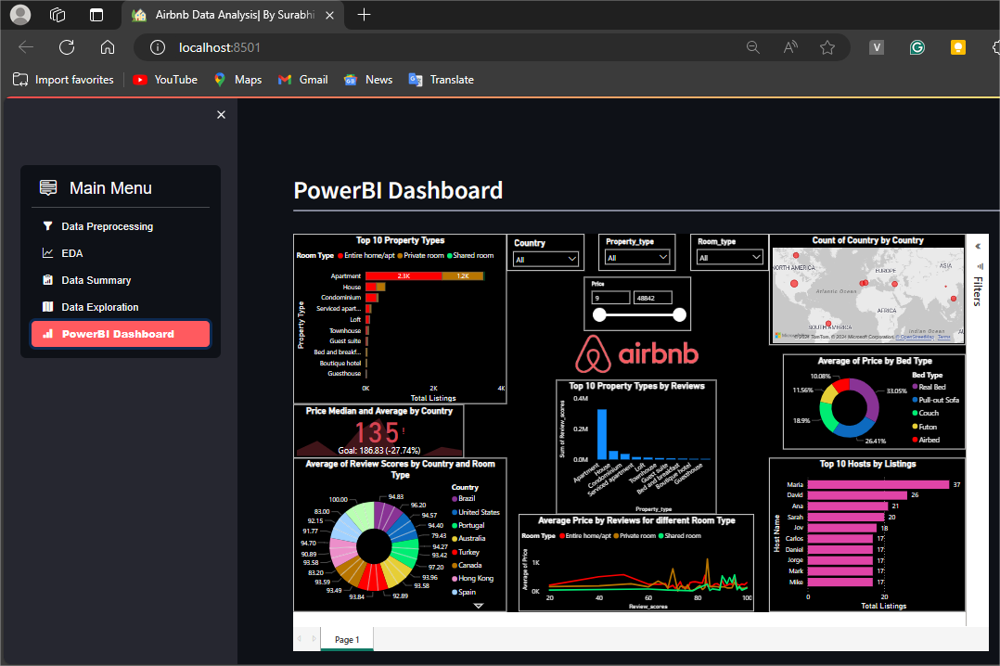 Airbnb Data Analysis| By Surabhi
localhost:8501
Import favorites
YouTube
Maps
Gmail
News
Translate
Main Menu
Data Preprocessing
EDA
Data Summary
Data Exploration
PowerBI Dashboard
PowerBI Dashboard
Top 10 Property Types
Room Type Entire home/apt Private room Shared room
Property Type
Apartment 2.3K 1.2K
House
Condominium
Serviced apart...
Loft
Townhouse
Guest suite
Bed and breakf...
Boutique hotel
Guesthouse
0K 2K 4K
Total Listings
Country
All
Property_type
All
Room_type
All
Price
9 48842
airbnb
Count of Country by Country
NORTH AMERICA
EUROPE
ASIA
Atlantic Ocean
AFRICA
SOUTH AMERICA
Indian Ocean
AU
© 2024 TomTom, © 2024 Microsoft Corporation, © OpenStreetMap Terms
Filters
Price Median and Average by Country
135!
Goal: 186.83 (-27.74%)
Top 10 Property Types by Reviews
Sum of Review_scores
0.4M
0.2M
0.0M
Apartment
House
Condominium
Serviced apartment
Loft
Townhouse
Guest suite
Bed and breakfast
Boutique hotel
Guesthouse
Property_type
Average of Price by Bed Type
10.08%
11.56%
18.9%
33.05%
26.41%
Bed Type
Real Bed
Pull-out Sofa
Couch
Futon
Airbed
Average of Review Scores by Country and Room
Type
100.00
83.00
92.15
91.77
94.70
90.89
93.58
83.20
93.59
93.49
93.84
94.83
96.20
94.57
94.40
79.43
94.27
93.42
97.20
93.96
93.58
92.89
Country
Brazil
United States
Portugal
Australia
Turkey
Canada
Hong Kong
Spain
Average Price by Reviews for different Room Type
Room Type Entire home/apt Private room Shared room
Average of Price
1K
0K
20 40 60 80 100
Review_scores
Top 10 Hosts by Listings
Host Name
Maria 37
David 26
Ana 21
Sarah 20
Jov 18
Carlos 17
Daniel 17
Jorge 17
Mark 17
Mike 17
0 20
Total Listings
Page 1
V